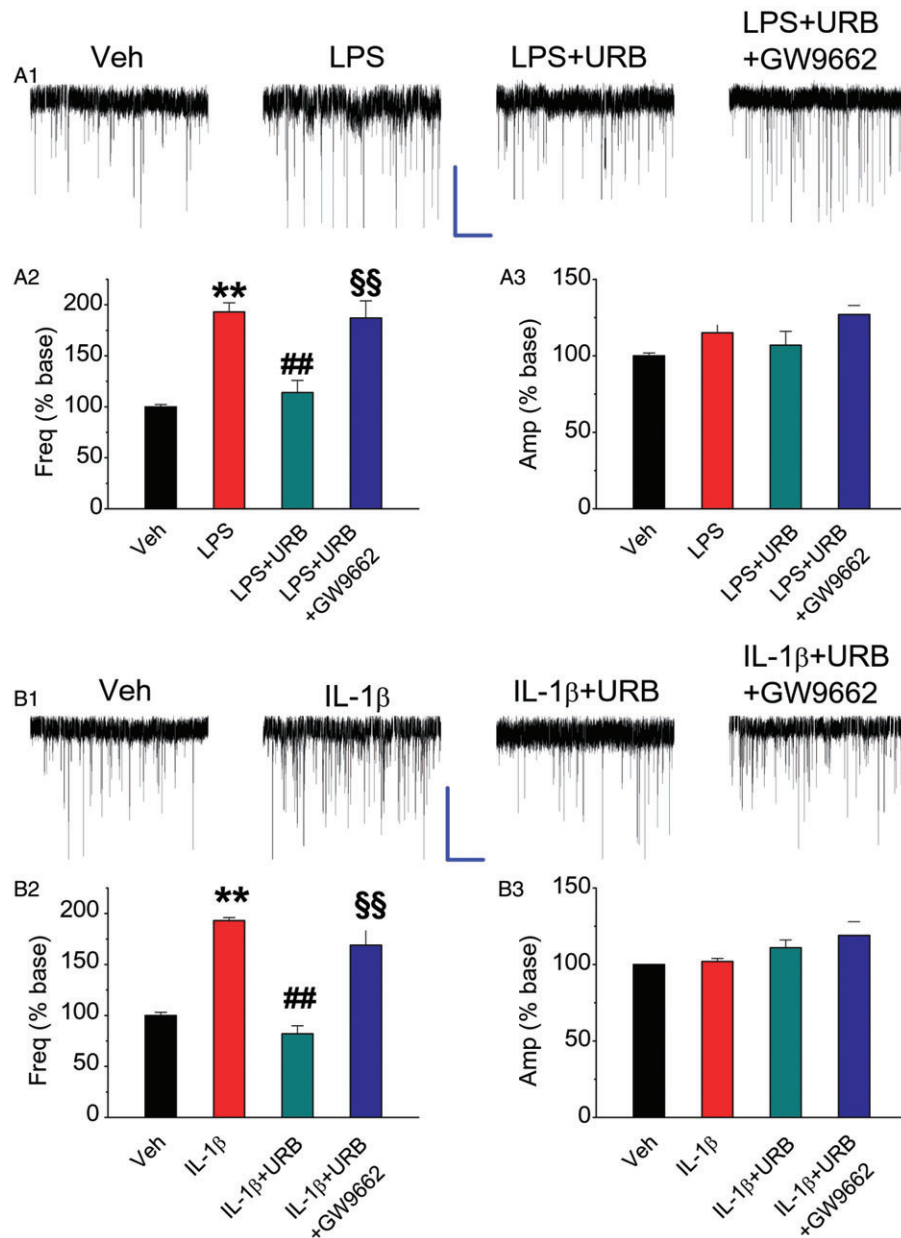 Veh
LPS
LPS+URB
LPS+URB
+GW9662
A1
A2
Freq (% base)
200
150
100
50
0
**
##
§§
Veh
LPS
LPS+URB
LPS+URB
+GW9662
A3
Amp (% base)
150
100
50
0
Veh
LPS
LPS+URB
LPS+URB
+GW9662
B1
Veh
IL-1β
IL-1β+URB
IL-1β+URB
+GW9662
B2
Freq (% base)
200
150
100
50
0
**
##
§§
Veh
IL-1β
IL-1β+URB
IL-1β+URB
+GW9662
B3
Amp (% base)
150
100
50
0
Veh
IL-1β
IL-1β+URB
IL-1β+URB
+GW9662